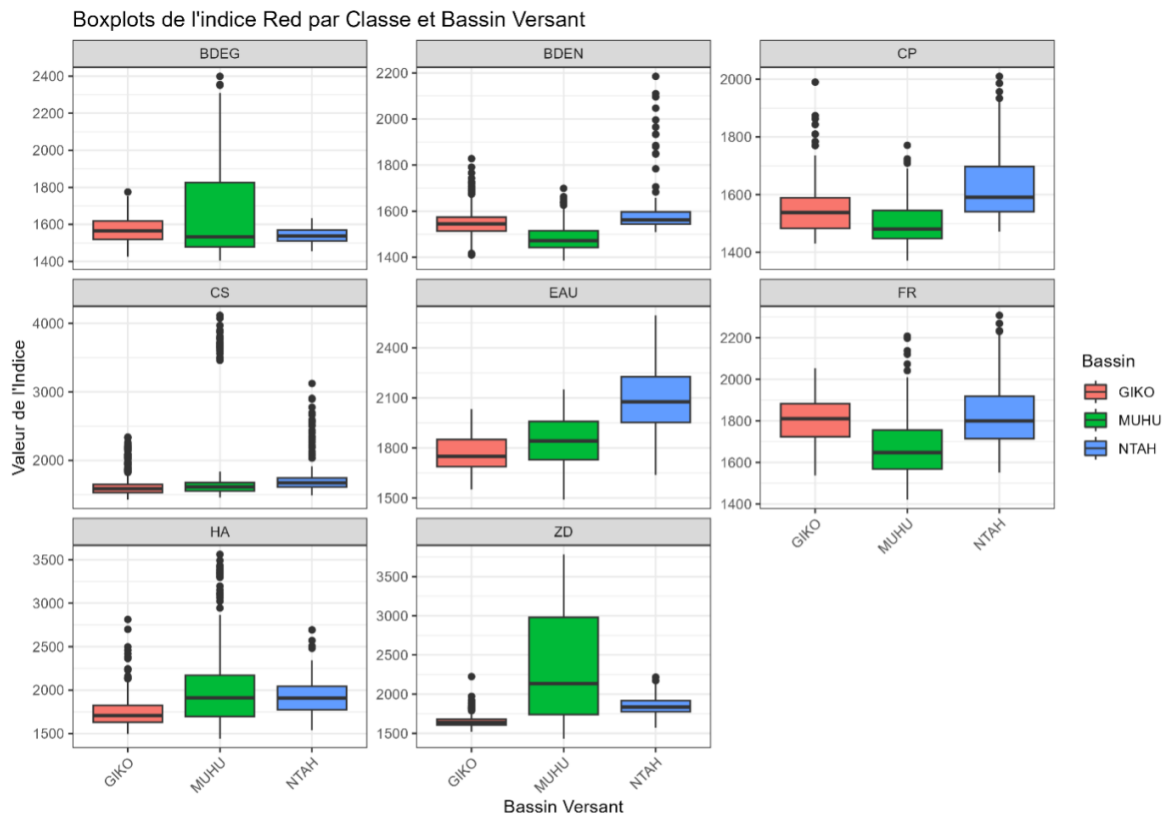 Boxplots de l'indice Red par Classe et Bassin Versant
BDEG
BDEN
CP
2400
2200
2000
1800
1600
1400
2200
2000
1800
1600
1400
2000
1800
1600
1400
CS
EAU
FR
4000
3000
2000
2400
2100
1800
1500
2200
2000
1800
1600
1400
GIKO
MUHU
NTAH
HA
ZD
3500
3000
2500
2000
1500
3500
3000
2500
2000
1500
GIKO
MUHU
NTAH
GIKO
MUHU
NTAH
Valeur de l'Indice
Bassin Versant
Bassin
GIKO
MUHU
NTAH